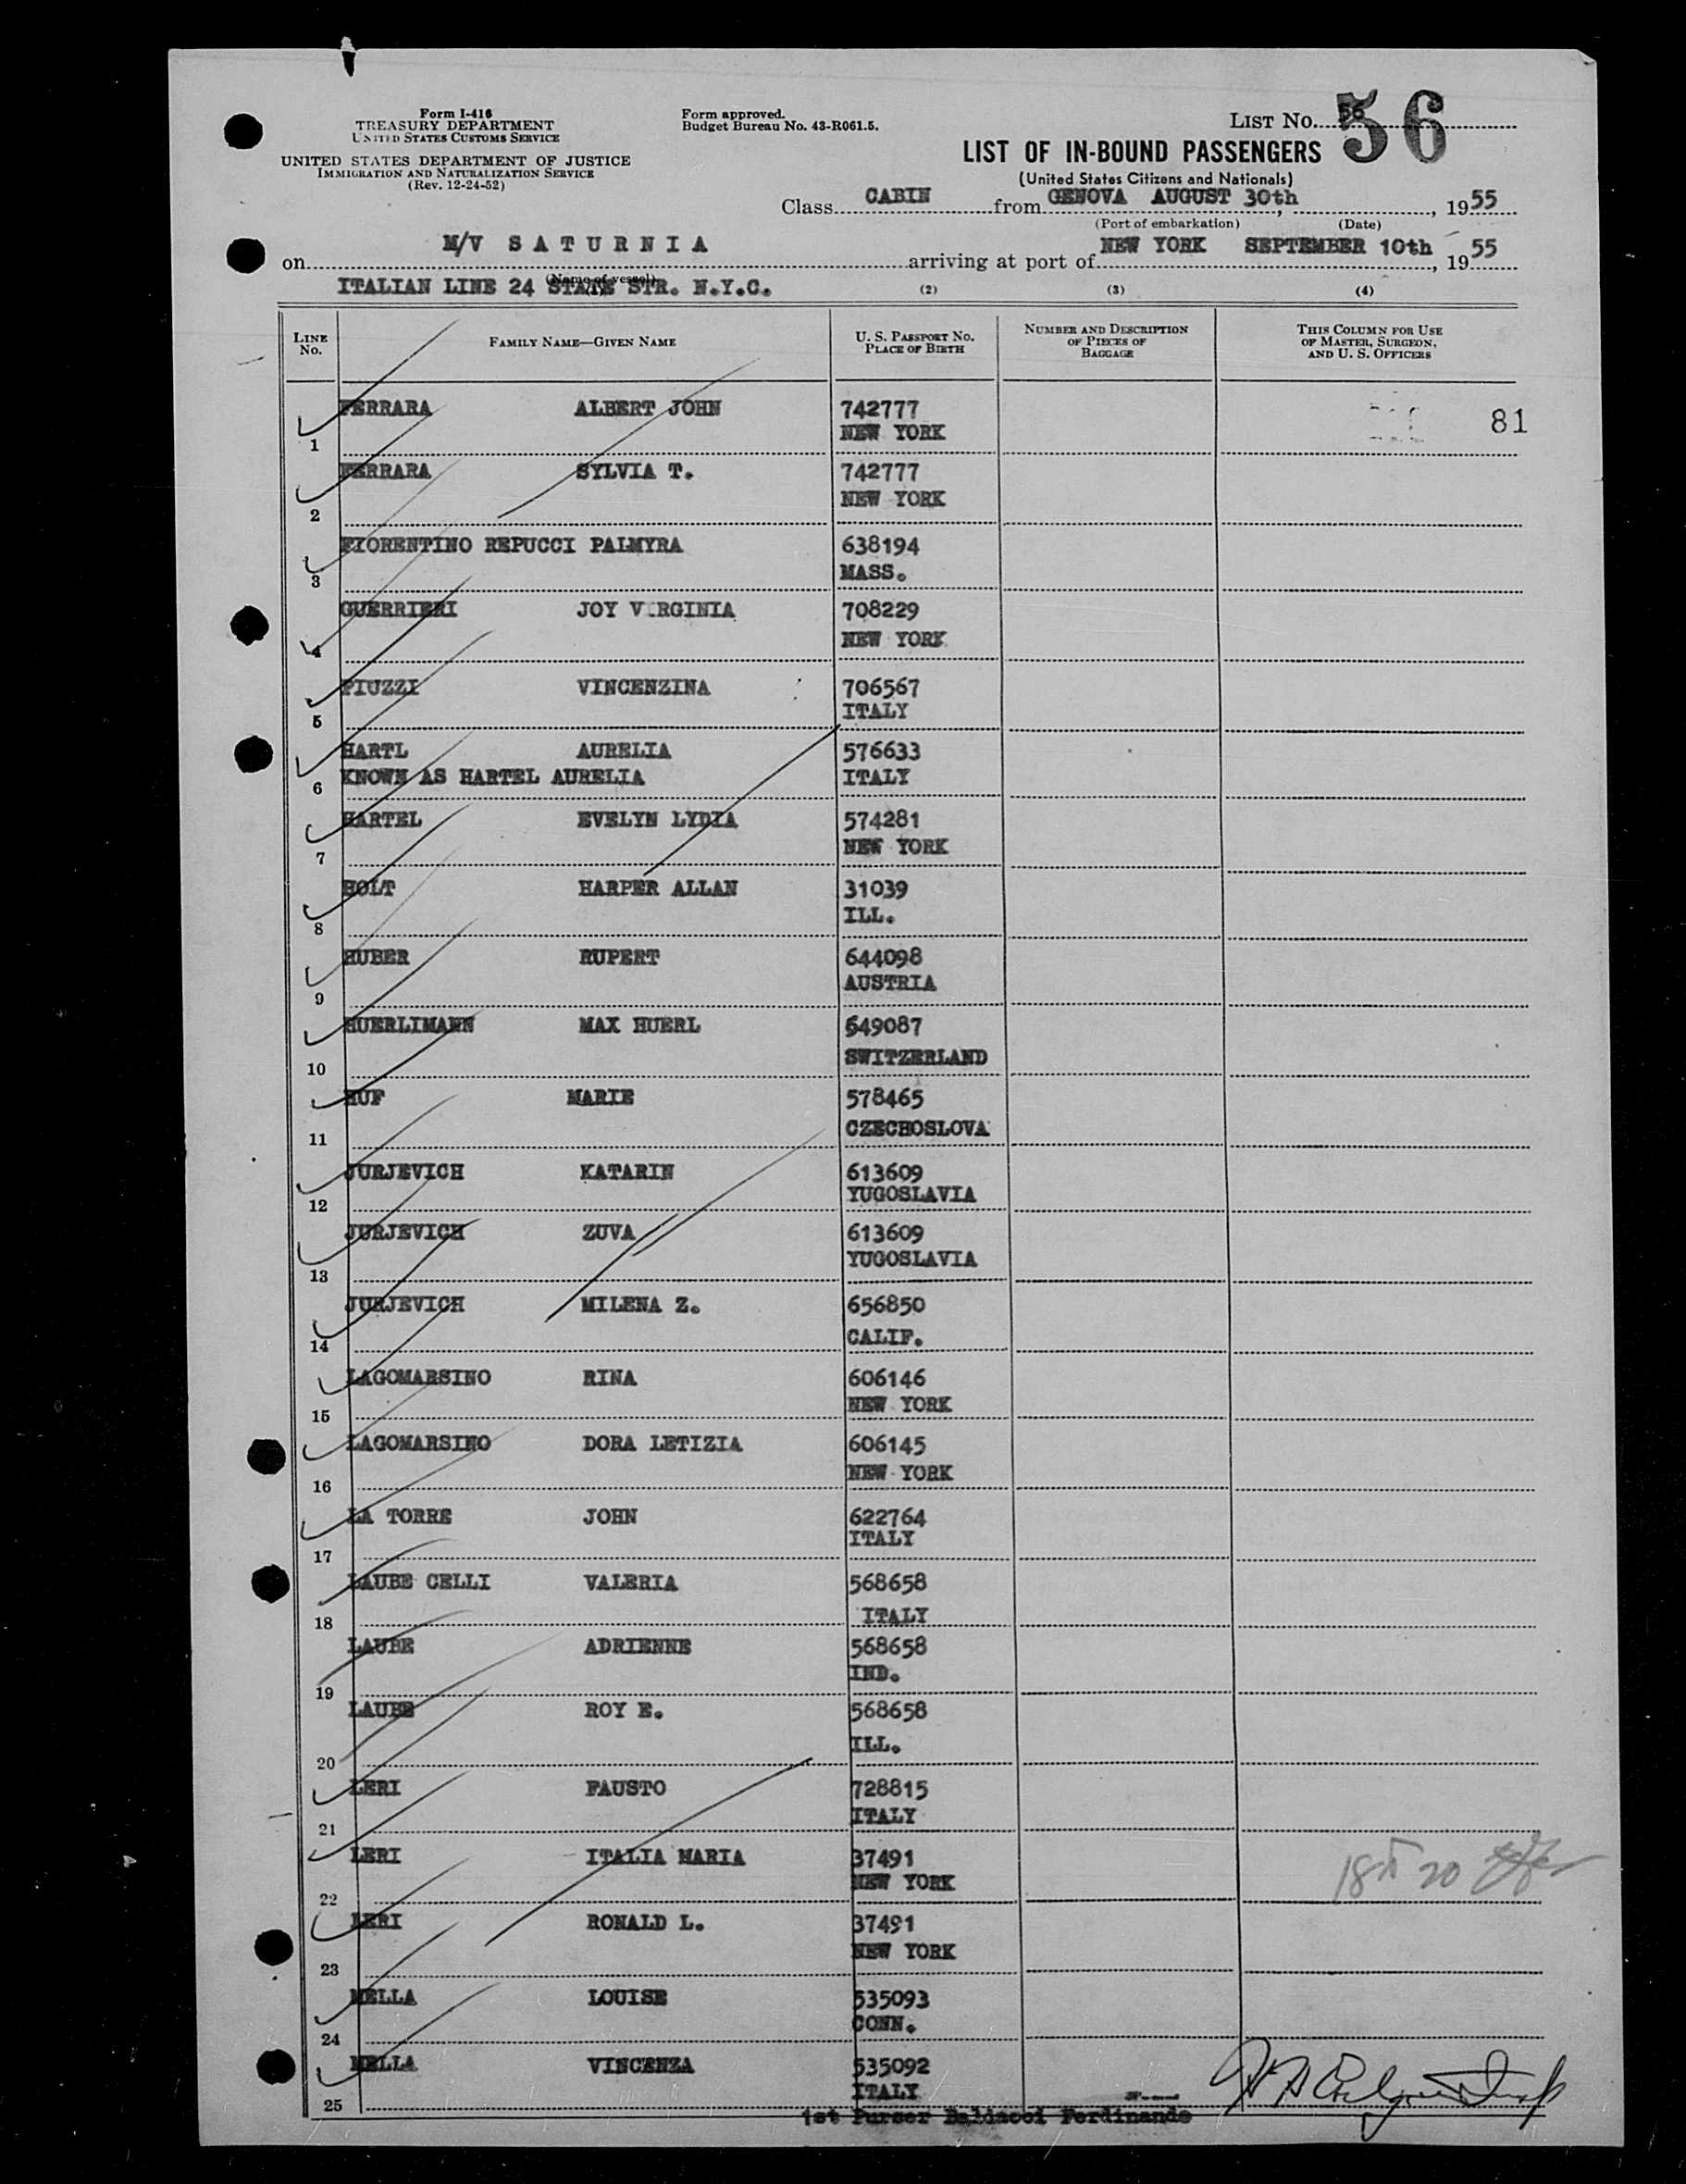 Form I-416
TREASURY DEPARTMENT
UNITED STATES CUSTOMS SERVICE
UNITED STATES DEPARTMENT OF JUSTICE
IMMIGRATION AND NATURALIZATION SERVICE
(Rev. 12-24-52)
Form approved.
Budget Bureau No. 43-R061.5.
LIST No. 56
LIST OF IN-BOUND PASSENGERS
(United States Citizens and Nationals)
Class CABIN from GENOVA AUGUST 30th, 1955
(Port of embarkation) (Date)
on M/V SATURNIA arriving at port of NEW YORK SEPTEMBER 10th, 1955
(Name of vessel)
ITALIAN LINE 24 STATE STR. N.Y.C. (2) (3) (4)
LINE No. FAMILY NAME—GIVEN NAME U. S. PASSPORT No. PLACE OF BIRTH NUMBER AND DESCRIPTION OF PIECES OF BAGGAGE THIS COLUMN FOR USE OF MASTER, SURGEON, AND U. S. OFFICERS
FERRARA ALBERT JOHN 742777 81
1 NEW YORK
FERRARA SYLVIA T. 742777
2 NEW YORK
FIORENTINO REPUCCI PALMYRA 638194
3 MASS.
GUERRIERI JOY V.RGINIA 708229
4 NEW YORK
PIUZZI VINCENZINA 706567
5 ITALY
HARTL AURELIA 576633
6 KNOWN AS HARTEL AURELIA ITALY
HARTEL EVELYN LYDIA 574281
7 NEW YORK
HOLT HARPER ALLAN 31039
8 ILL.
HUBER RUPERT 644098
9 AUSTRIA
HUERLIMANN MAX HUERL 649087
10 SWITZERLAND
HUF MARIE 578465
11 CZECHOSLOVA
JURJEVICH KATARIN 613609
12 YUGOSLAVIA
JURJEVICH ZUVA 613609
13 YUGOSLAVIA
JURJEVICH MILENA Z. 656850
14 CALIF.
LAGOMARSINO RINA 606146
15 NEW YORK
LAGOMARSINO DORA LETIZIA 606145
16 NEW YORK
LA TORRE JOHN 622764
17 ITALY
LAUBE CELLI VALERIA 568658
18 ITALY
LAUBE ADRIENNE 568658
19 IND.
LAUBE ROY E. 568658
20 ILL.
LERI FAUSTO 728815
21 ITALY
LERI ITALIA MARIA 37491
22 NEW YORK
LERI RONALD L. 37491
23 NEW YORK
MELLA LOUISE 535093
24 CONN.
MELLA VINCENZA 535092
25 ITALY
1st Purser Baldacci Ferdinando